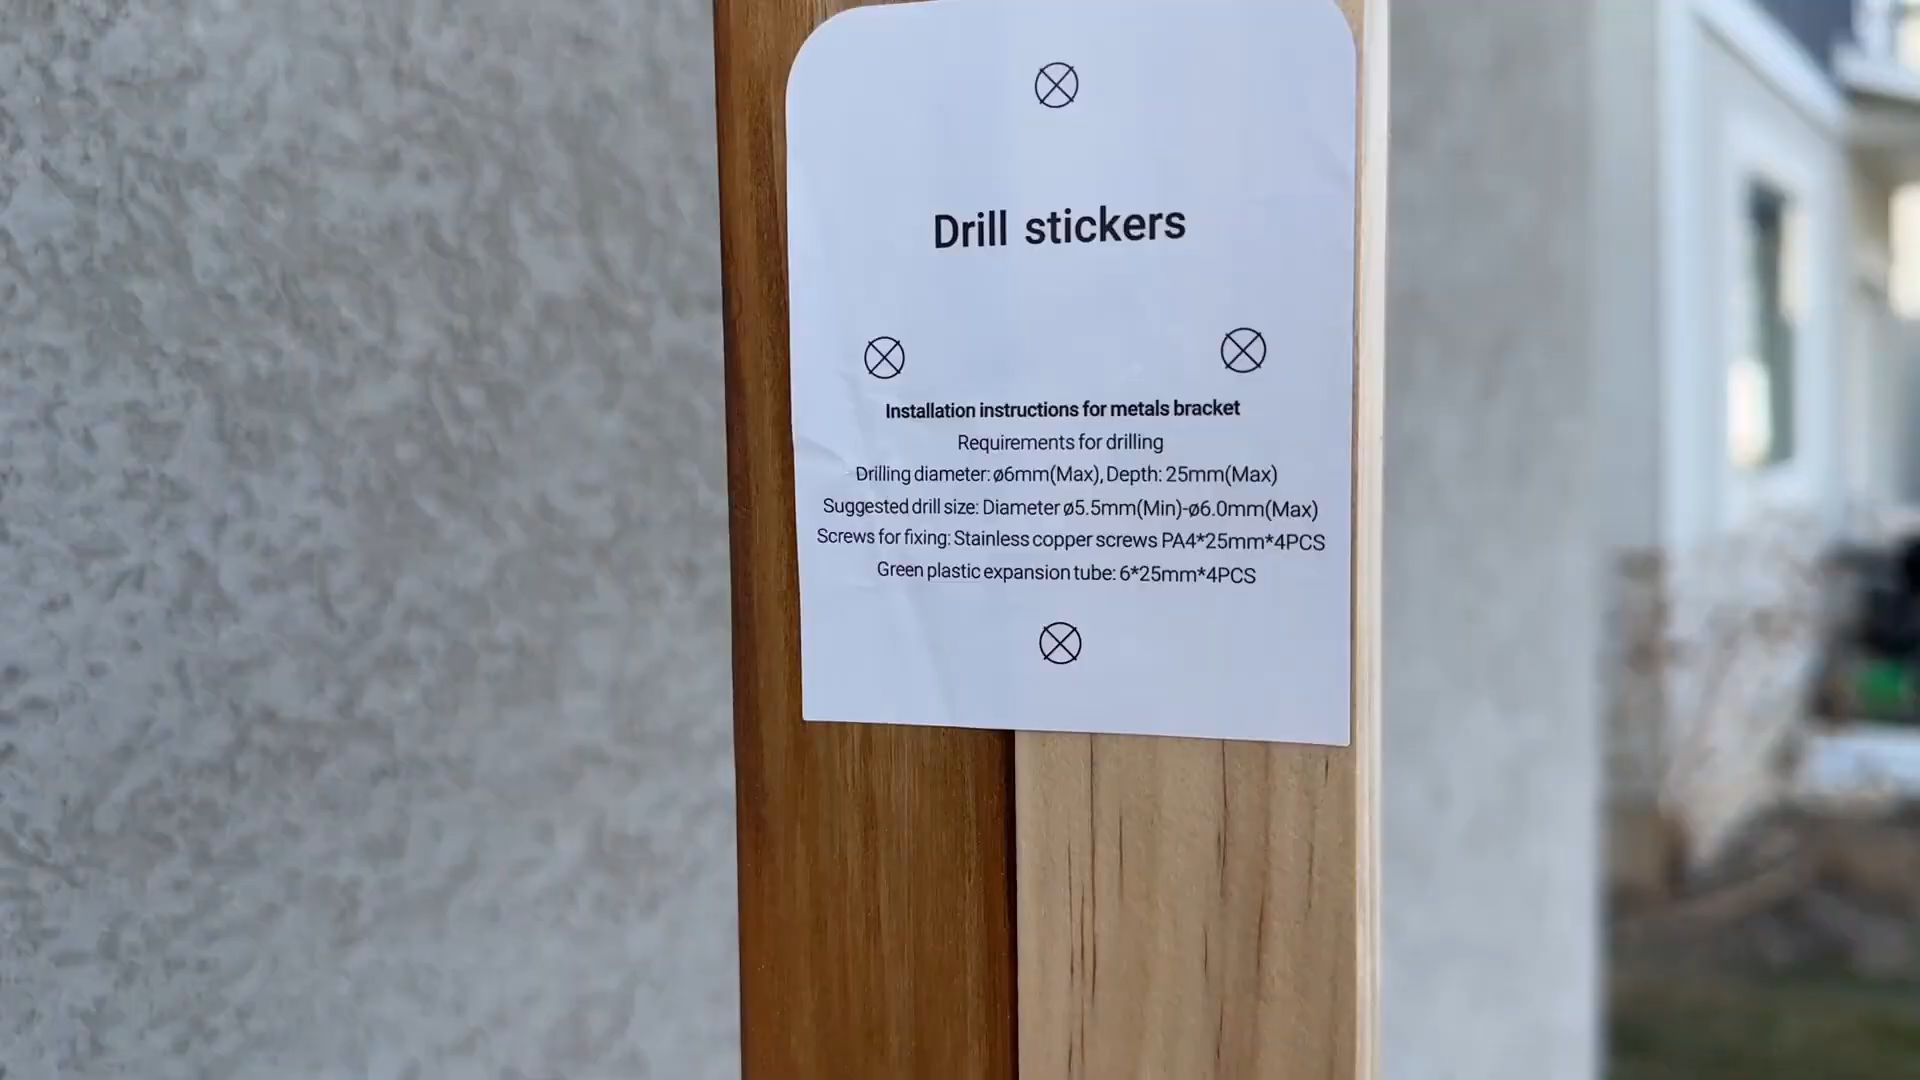 Drill stickers
Installation instructions for metals bracket
Requirements for drilling
Drilling diameter: ø6mm(Max), Depth: 25mm(Max)
Suggested drill size: Diameter ø5.5mm(Min)-ø6.0mm(Max)
Screws for fixing: Stainless copper screws PA4*25mm*4PCS
Green plastic expansion tube: 6*25mm*4PCS